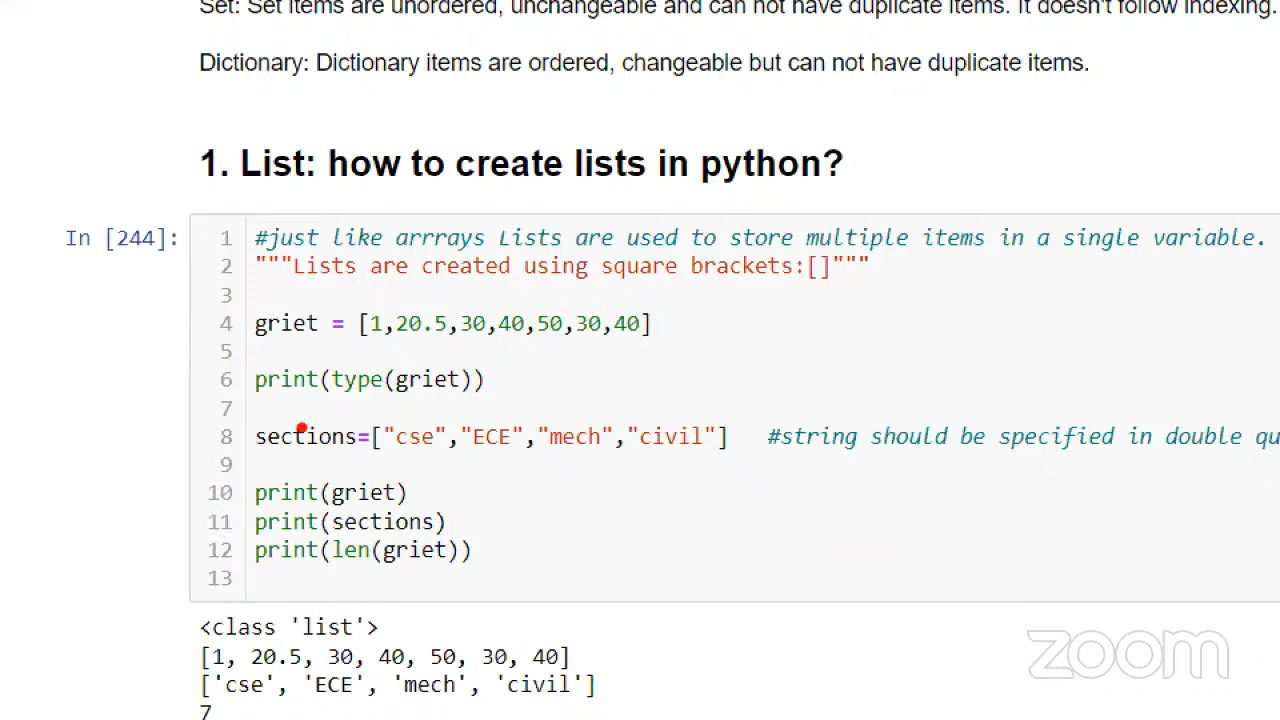 Set: Set items are unordered, unchangeable and can not have duplicate items. It doesn't follow indexing.
Dictionary: Dictionary items are ordered, changeable but can not have duplicate items.
1. List: how to create lists in python?
In [244]:
1 #just like arrrays Lists are used to store multiple items in a single variable.
2 """Lists are created using square brackets:[]"""
3
4 griet = [1,20.5,30,40,50,30,40]
5
6 print(type(griet))
7
8 sections=["cse","ECE","mech","civil"] #string should be specified in double qu
9
10 print(griet)
11 print(sections)
12 print(len(griet))
13
<class 'list'>
[1, 20.5, 30, 40, 50, 30, 40]
['cse', 'ECE', 'mech', 'civil']
7
zoom